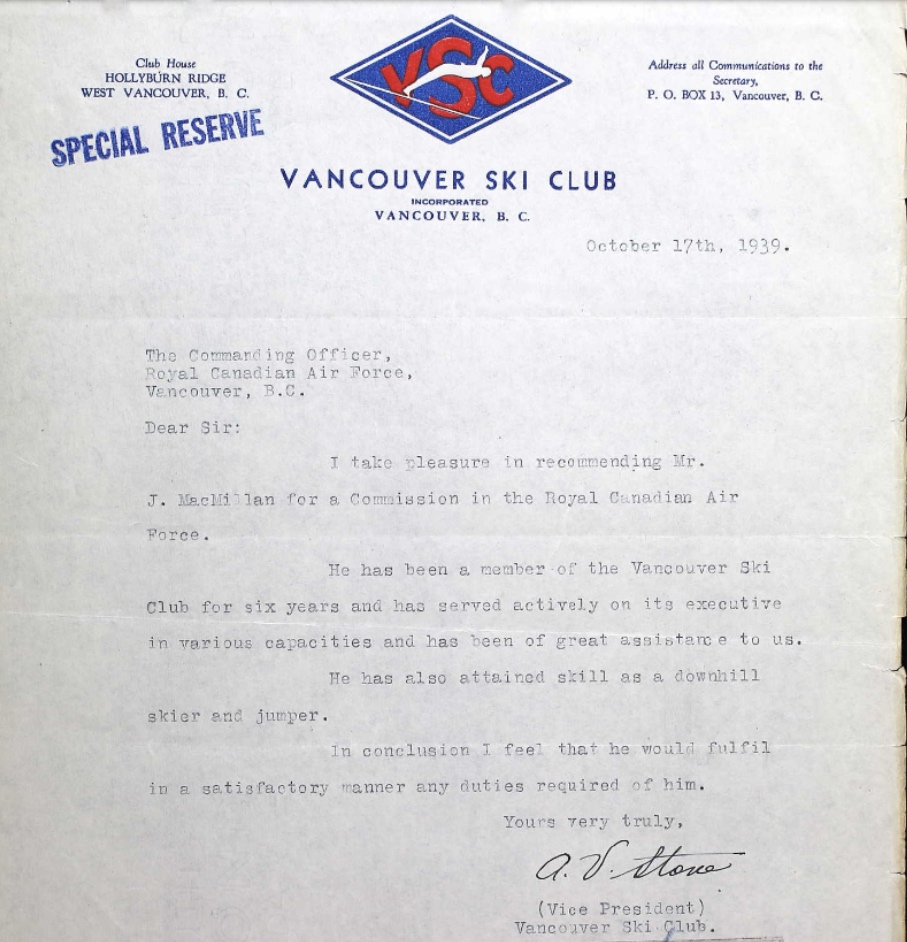 Club House
HOLLYBURN RIDGE
WEST VANCOUVER, B. C.
SPECIAL RESERVE
VSC
Address all Communications to the
Secretary,
P. O. BOX 13, Vancouver, B. C.
VANCOUVER SKI CLUB
INCORPORATED
VANCOUVER, B. C.
October 17th, 1939.
The Commanding Officer,
Royal Canadian Air Force,
Vancouver, B.C.
Dear Sir:
I take pleasure in recommending Mr.
J. MacMillan for a Commission in the Royal Canadian Air
Force.
He has been a member of the Vancouver Ski
Club for six years and has served actively on its executive
in various capacities and has been of great assistance to us.
He has also attained skill as a downhill
skier and jumper.
In conclusion I feel that he would fulfil
in a satisfactory manner any duties required of him.
Yours very truly,
A. V. Stone
(Vice President)
Vancouver Ski Club.